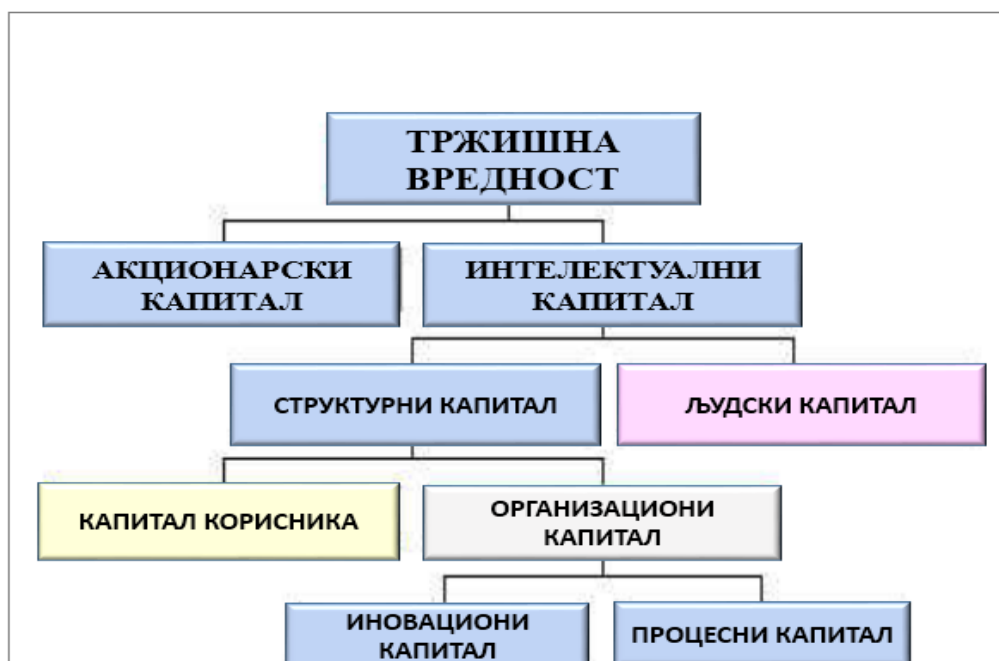 ТРЖИШНА
ВРЕДНОСТ
АКЦИОНАРСКИ
КАПИТАЛ
ИНТЕЛЕКТУАЛНИ
КАПИТАЛ
СТРУКТУРНИ КАПИТАЛ
ЉУДСКИ КАПИТАЛ
КАПИТАЛ КОРИСНИКА
ОРГАНИЗАЦИОНИ
КАПИТАЛ
ИНОВАЦИОНИ
КАПИТАЛ
ПРОЦЕСНИ КАПИТАЛ